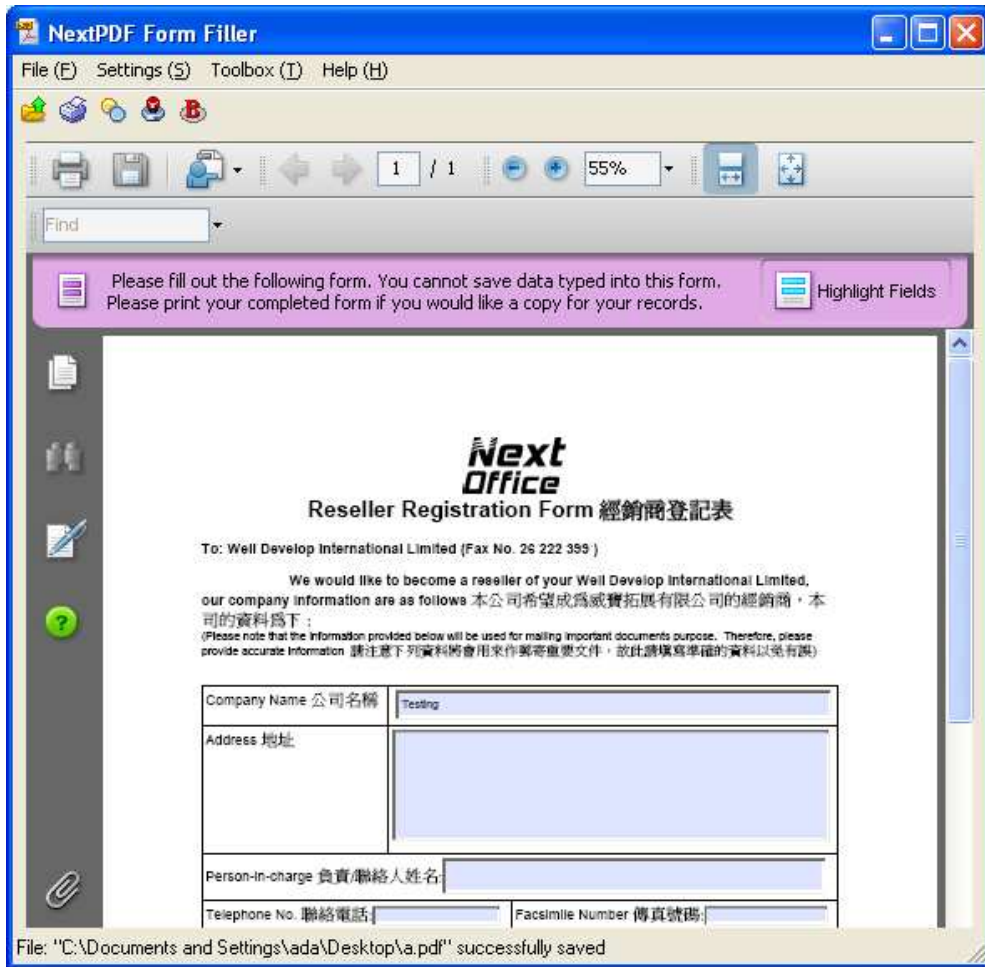 NextPDF Form Filler
File (F) Settings (S) Toolbox (T) Help (H)
1 / 1 55%
Find
Please fill out the following form. You cannot save data typed into this form.
Please print your completed form if you would like a copy for your records.
Highlight Fields
Next
Office
Reseller Registration Form 經銷商登記表
To: Well Develop International Limited (Fax No. 26 222 399 )
We would like to become a reseller of your Well Develop International Limited,
our company information are as follows 本公司希望成為威寶拓展有限公司的經銷商，本
司的資料爲下：
(Please note that the information provided below will be used for mailing important documents purpose. Therefore, please
provide accurate information 請注意下列資料將會用來作郵寄重要文件，故此請填寫準確的資料以免有誤)
Company Name 公司名稱 Testing
Address 地址
Person-in-charge 負責/聯絡人姓名:
Telephone No. 聯絡電話: Facsimile Number 傳真號碼:
File: "C:\Documents and Settings\ada\Desktop\a.pdf" successfully saved